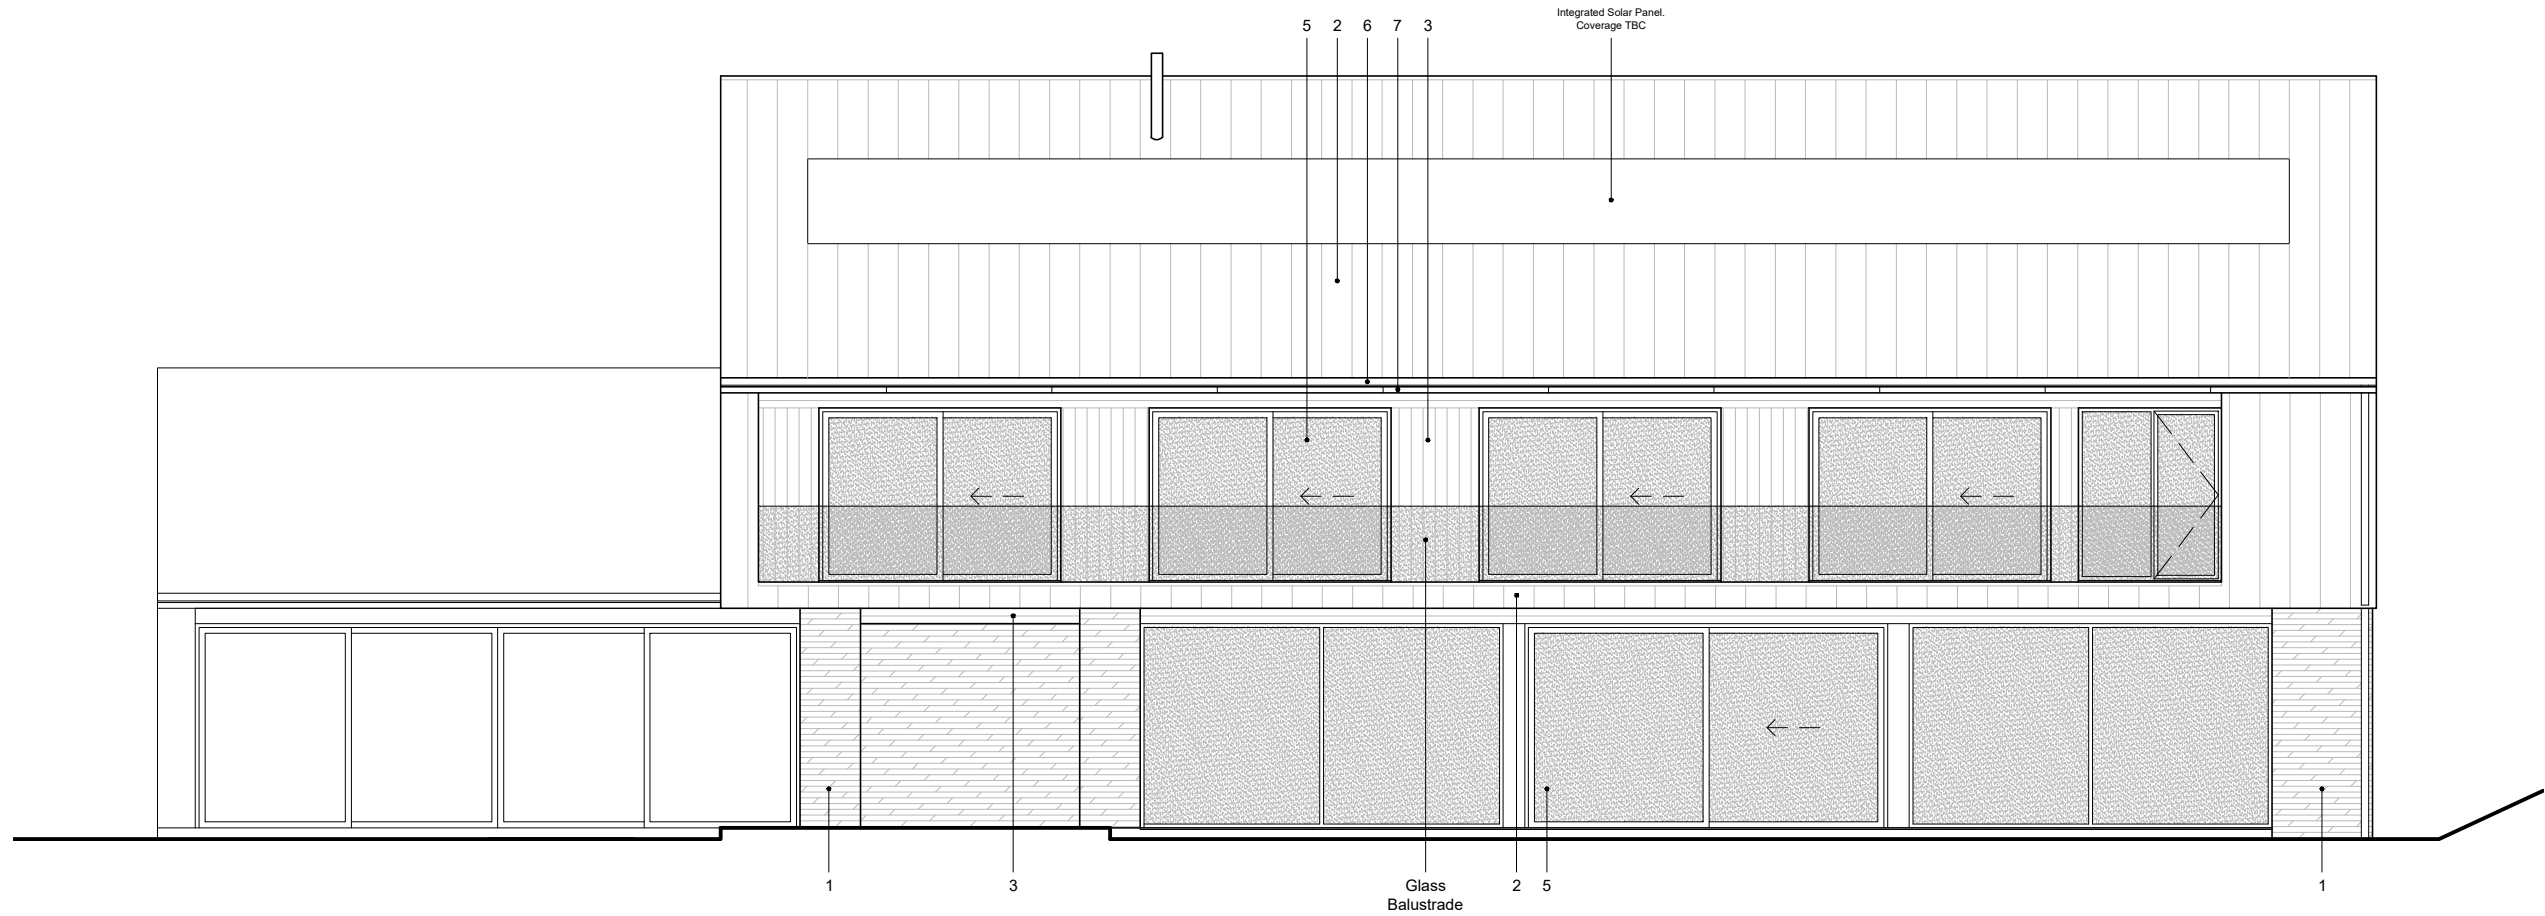 Integrated Solar Panel.
Coverage TBC
5 2 6 7 3
1 3 Glass 2 5 1
Balustrade